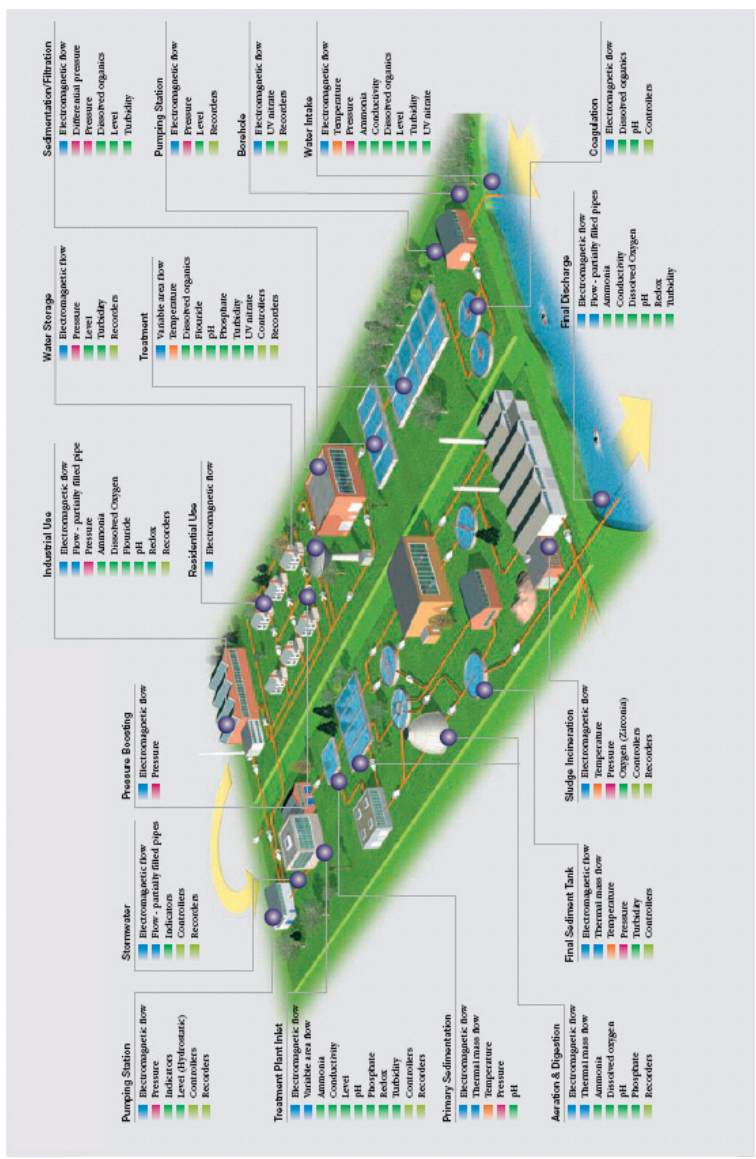 Pumping Station
Electromagnetic flow
Pressure
Indicators
Level (Hydrostatic)
Controllers
Recorders
Stormwater
Electromagnetic flow
Flow - partially filled pipes
Indicators
Controllers
Recorders
Pressure Boosting
Electromagnetic flow
Pressure
Industrial Use
Electromagnetic flow
Flow - partially filled pipe
Pressure
Ammonia
Dissolved Oxygen
Flouride
pH
Redox
Recorders
Residential Use
Electromagnetic flow
Water Storage
Electromagnetic flow
Pressure
Level
Turbidity
Recorders
Treatment
Variable area flow
Temperature
Dissolved organics
Flouride
pH
Phosphate
Turbidity
UV nitrate
Controllers
Recorders
Sedimentation/Filtration
Electromagnetic flow
Differential pressure
Pressure
Dissolved organics
Level
Turbidity
Pumping Station
Electromagnetic flow
Pressure
Level
Recorders
Borehole
Electromagnetic flow
UV nitrate
Recorders
Water Intake
Electromagnetic flow
Temperature
Pressure
Ammonia
Conductivity
Dissolved organics
Level
Turbidity
UV nitrate
Treatment Plant Inlet
Electromagnetic flow
Variable area flow
Ammonia
Conductivity
Level
pH
Phosphate
Redox
Turbidity
Controllers
Recorders
Primary Sedimentation
Electromagnetic flow
Thermal mass flow
Temperature
Pressure
pH
Aeration & Digestion
Electromagnetic flow
Thermal mass flow
Ammonia
Dissolved oxygen
pH
Phosphate
Recorders
Final Sediment Tank
Electromagnetic flow
Thermal mass flow
Temperature
Pressure
Turbidity
Controllers
Sludge Incineration
Electromagnetic flow
Temperature
Pressure
Oxygen (Zirconia)
Controllers
Recorders
Final Discharge
Electromagnetic flow
Flow - partially filled pipes
Ammonia
Conductivity
Dissolved Oxygen
pH
Redox
Turbidity
Coagulation
Electromagnetic flow
Dissolved organics
pH
Controllers